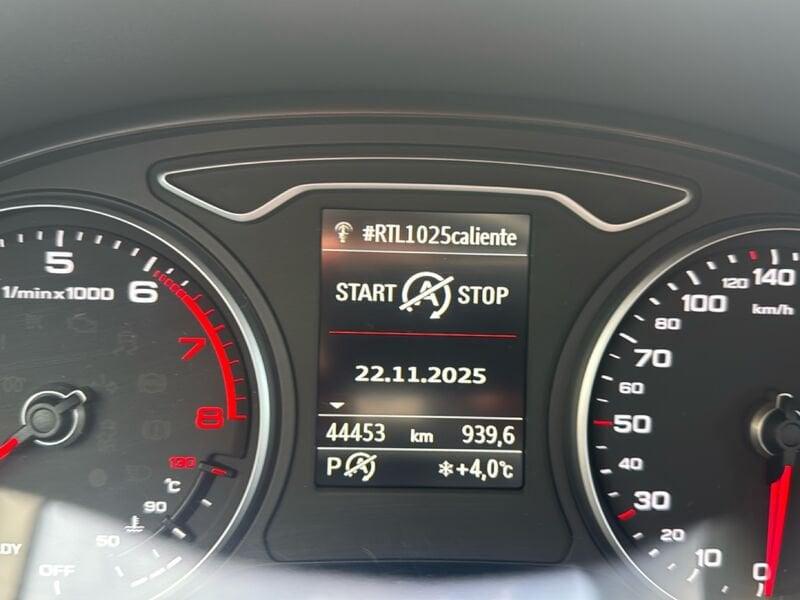 #RTL1025caliente
START A STOP
22.11.2025
44453 km 939,6
P A +4,0°C
5
1/min x 1000 6
7
8
130
°C
90
50
DY
OFF
140
120
km/h
100
80
70
60
50
40
30
20
10
0